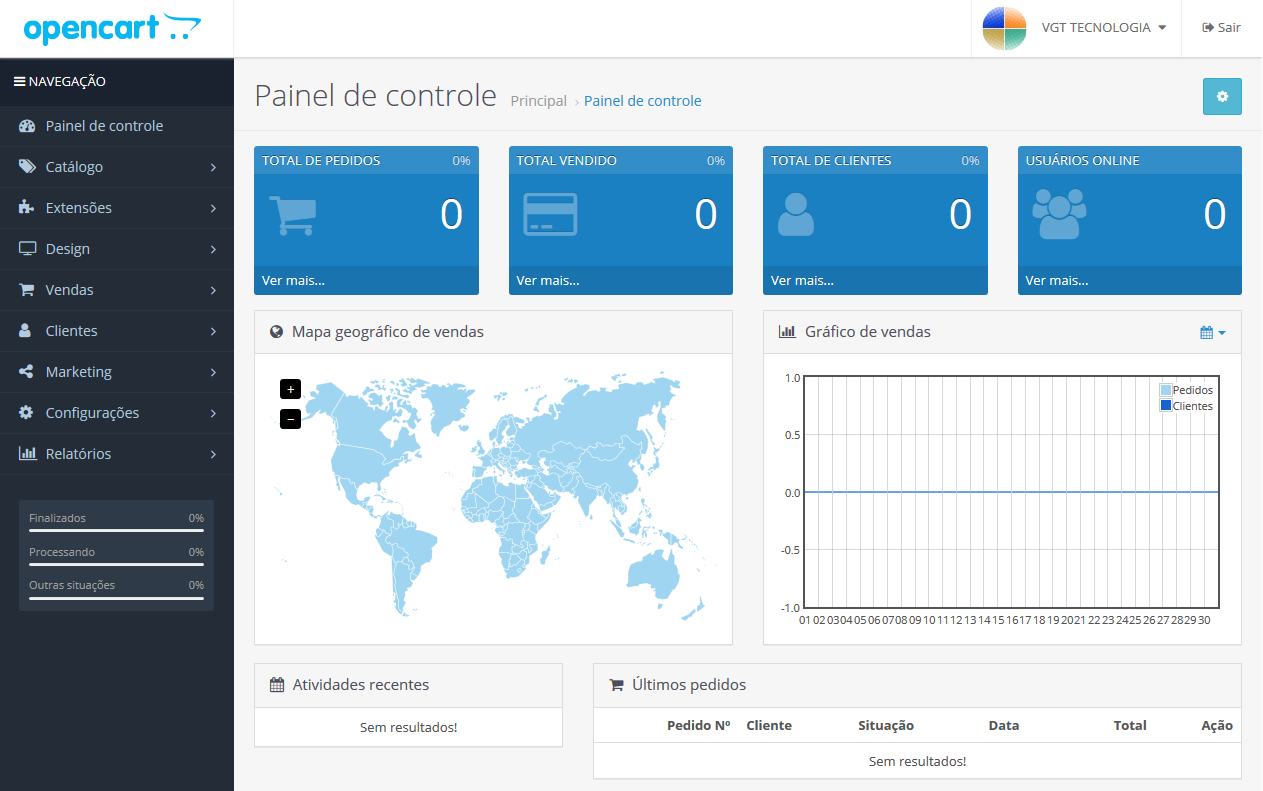 opencart
VGT TECNOLOGIA
Sair
NAVEGAÇÃO
Painel de controle
Catálogo
Extensões
Design
Vendas
Clientes
Marketing
Configurações
Relatórios
Finalizados 0%
Processando 0%
Outras situações 0%
Painel de controle Principal › Painel de controle
TOTAL DE PEDIDOS 0%
0
Ver mais...
TOTAL VENDIDO 0%
0
Ver mais...
TOTAL DE CLIENTES 0%
0
Ver mais...
USUÁRIOS ONLINE
0
Ver mais...
Mapa geográfico de vendas
+
−
Gráfico de vendas
Pedidos
Clientes
1.0
0.5
0.0
-0.5
-1.0
01 02 03 04 05 06 07 08 09 10 11 12 13 14 15 16 17 18 19 20 21 22 23 24 25 26 27 28 29 30
Atividades recentes
Sem resultados!
Últimos pedidos
Pedido Nº Cliente Situação Data Total Ação
Sem resultados!